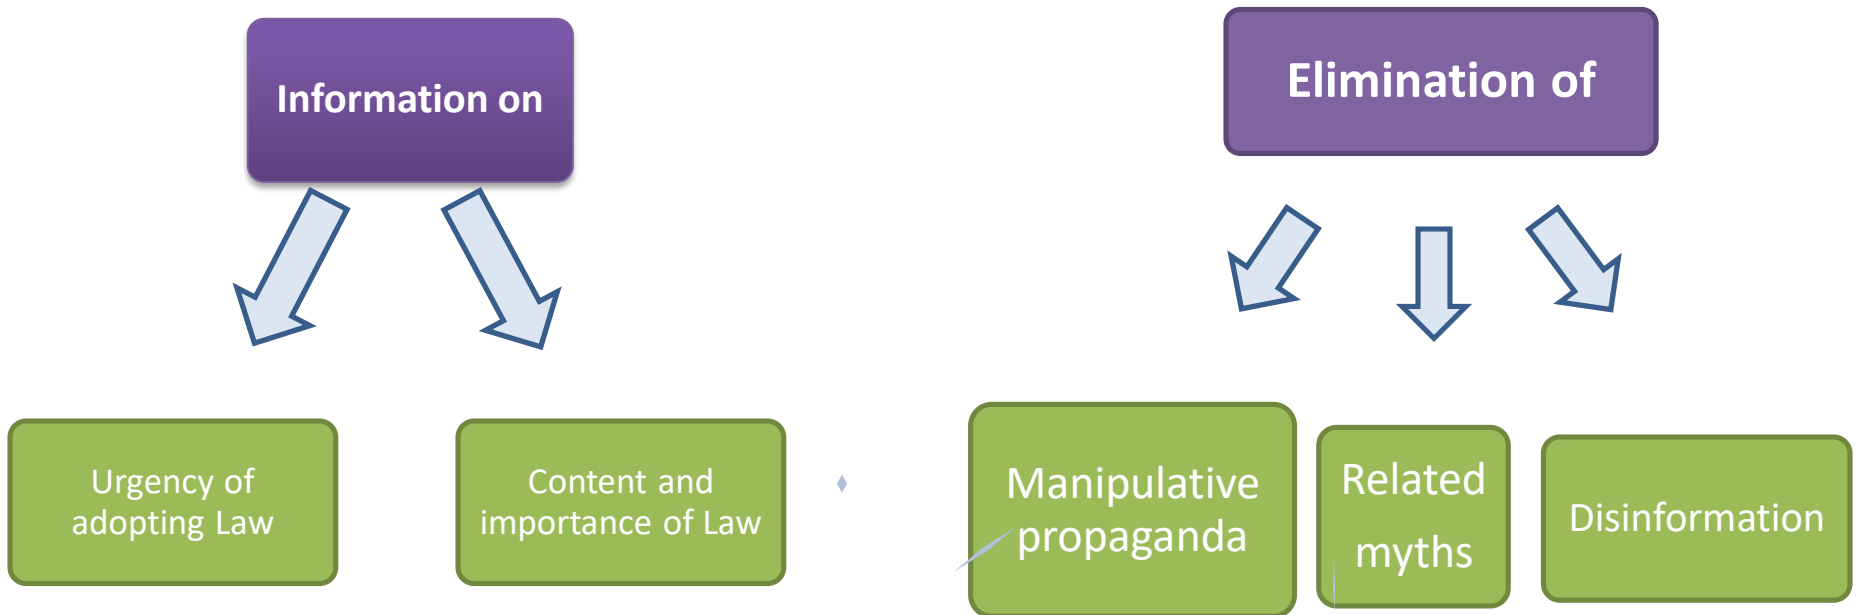 Information on
Elimination of
Urgency of
adopting Law
Content and
importance of Law
Manipulative
propaganda
Related
myths
Disinformation